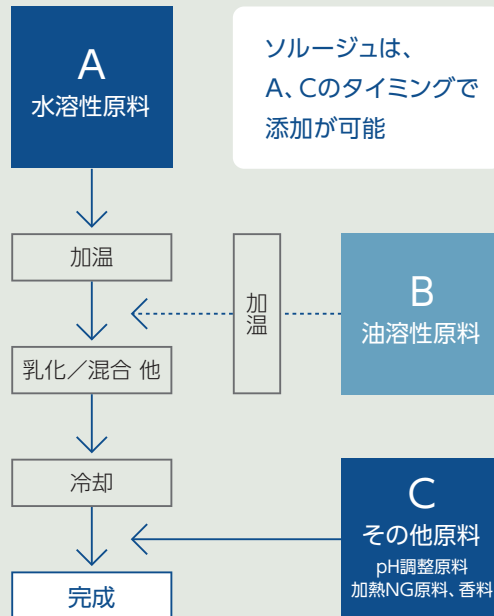 A
水溶性原料
ソルージュは、
A、Cのタイミングで
添加が可能
加温
加温
B
油溶性原料
乳化／混合 他
冷却
C
その他原料
pH調整原料
加熱NG原料、香料
完成